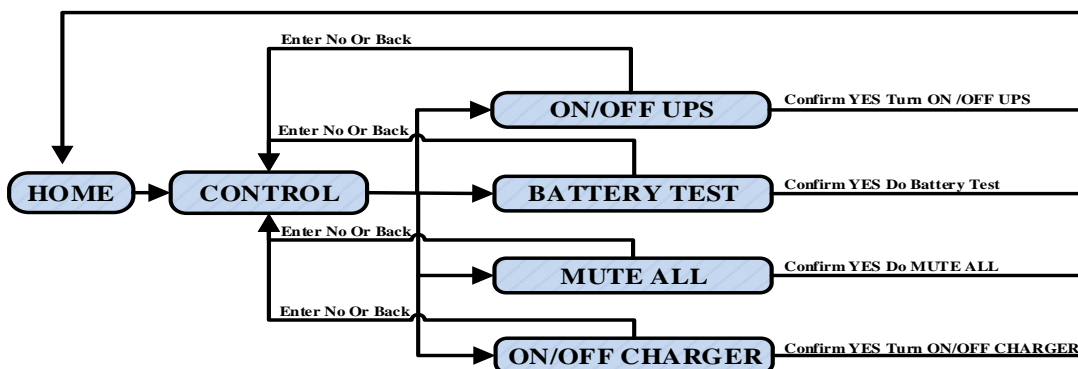 Enter No Or Back
ON/OFF UPS
Confirm YES Turn ON /OFF UPS
Enter No Or Back
HOME
CONTROL
BATTERY TEST
Confirm YES Do Battery Test
Enter No Or Back
MUTE ALL
Confirm YES Do MUTE ALL
Enter No Or Back
ON/OFF CHARGER
Confirm YES Turn ON/OFF CHARGER